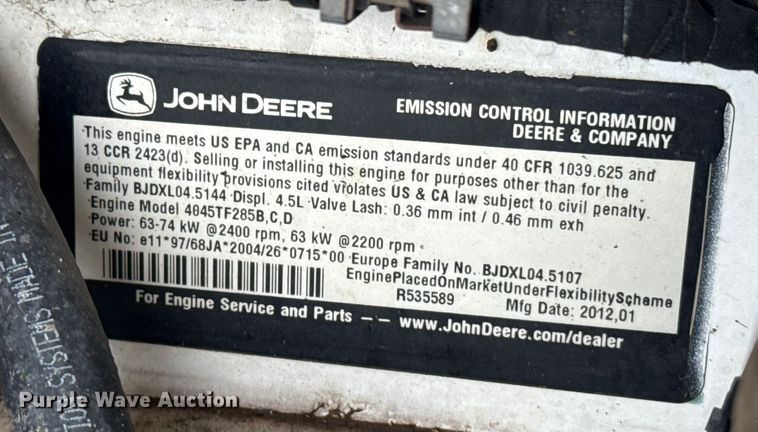 JOHN DEERE
EMISSION CONTROL INFORMATION
DEERE & COMPANY
This engine meets US EPA and CA emission standards under 40 CFR 1039.625 and
13 CCR 2423(d). Selling or installing this engine for purposes other than for the
equipment flexibility provisions cited violates US & CA law subject to civil penalty.
Family BJDXL04.5144 Displ. 4.5L Valve Lash: 0.36 mm int / 0.46 mm exh
Engine Model 4045TF285B,C,D
Power: 63-74 kW @2400 rpm, 63 kW @2200 rpm
EU No: e11*97/68JA*2004/26*0715*00 Europe Family No. BJDXL04.5107
EnginePlacedOnMarketUnderFlexibilityScheme
R535589 Mfg Date: 2012,01
For Engine Service and Parts -- - www.JohnDeere.com/dealer
SYSTEMS MADE IN
Purple Wave Auction